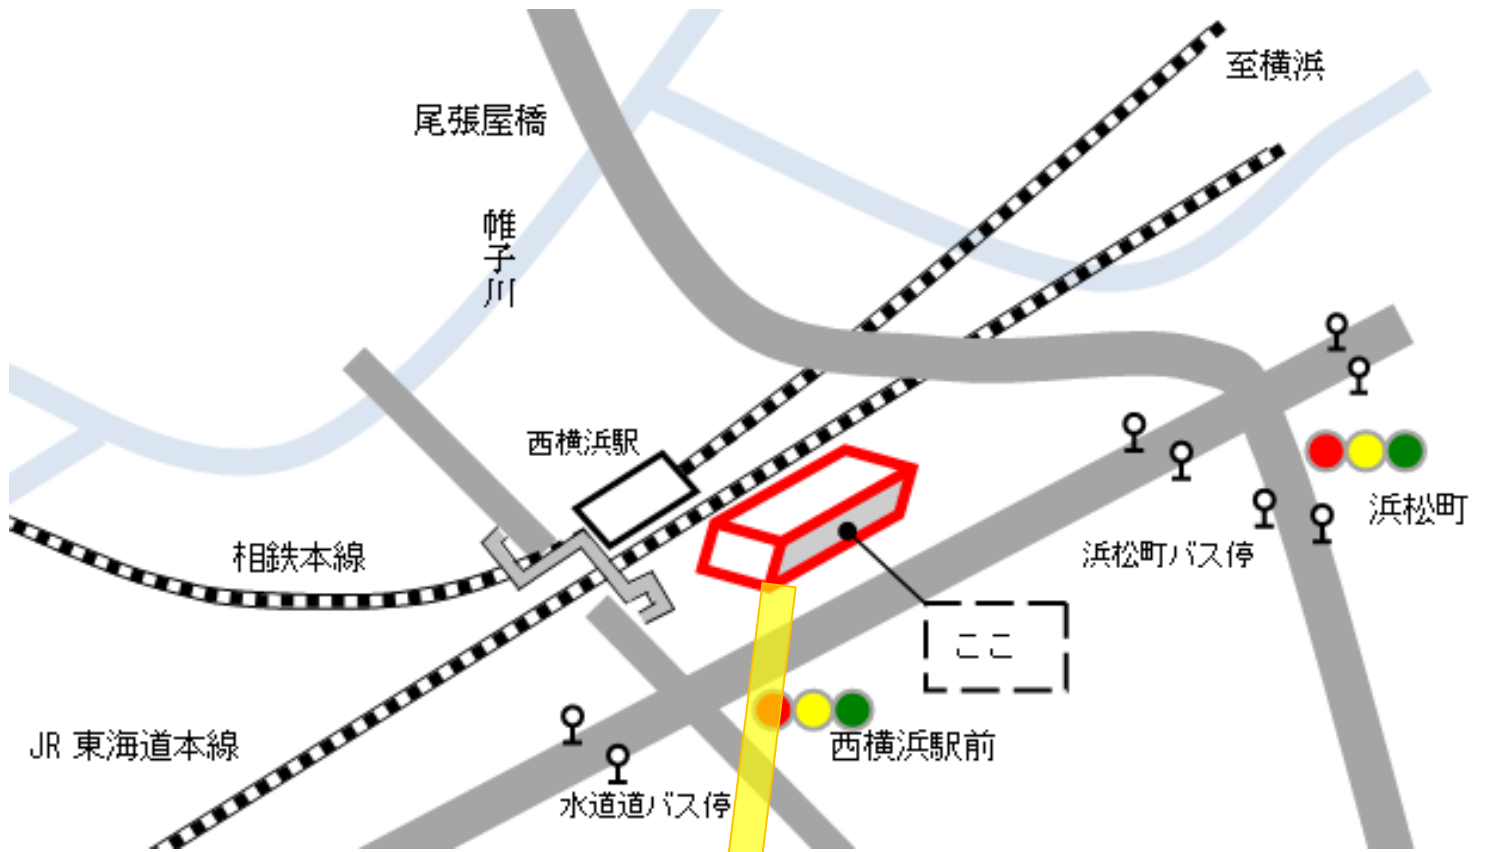 至横浜
尾張屋橋
帷子川
西横浜駅
浜松町
相鉄本線
浜松町バス停
ここ
JR 東海道本線
西横浜駅前
水道道バス停